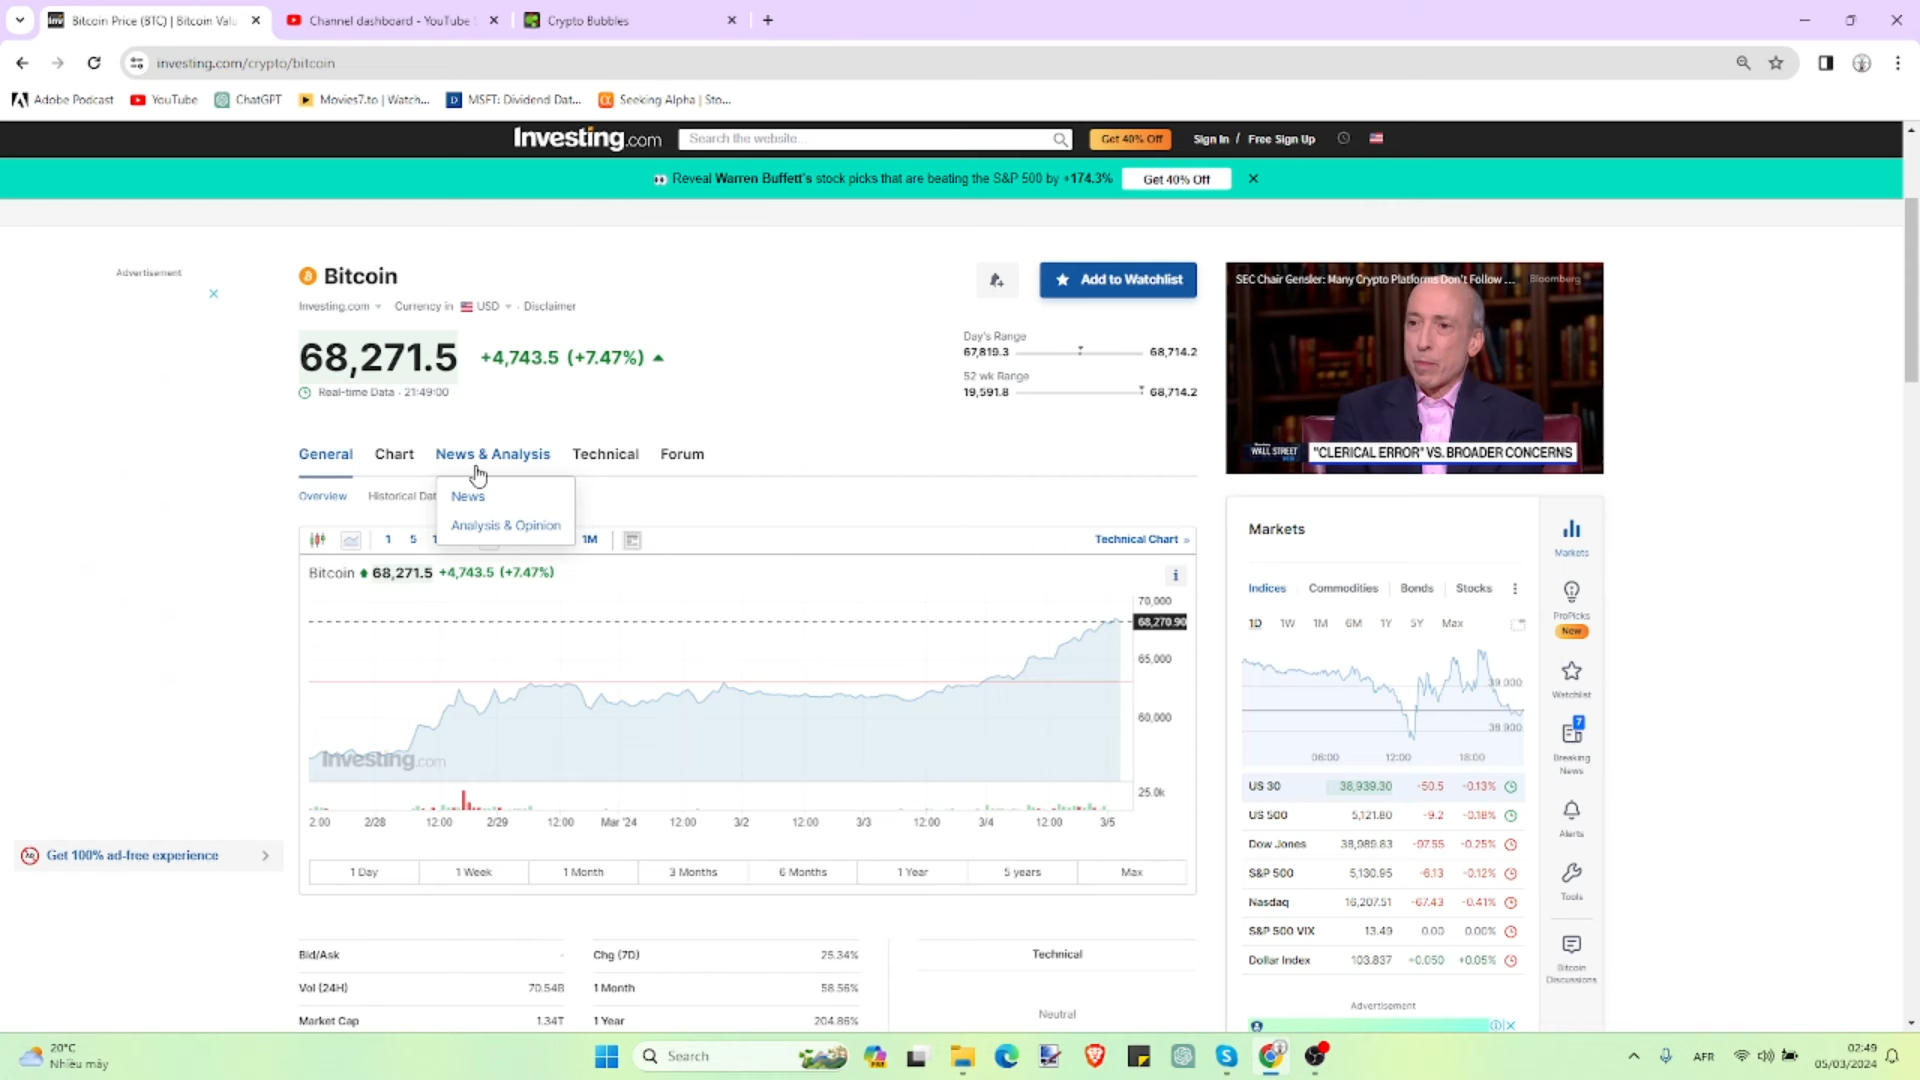 Bitcoin Price (BTC) | Bitcoin Valu
Channel dashboard - YouTube S
Crypto Bubbles
investing.com/crypto/bitcoin
Adobe Podcast
YouTube
ChatGPT
Movies7.to | Watch...
MSFT: Dividend Dat...
Seeking Alpha | Sto...
Investing.com
Search the website...
Get 40% Off
Sign In / Free Sign Up
Reveal Warren Buffett's stock picks that are beating the S&P 500 by +174.3%
Get 40% Off
Advertisement
Bitcoin
Add to Watchlist
Investing.com
Currency in
USD
Disclaimer
68,271.5
+4,743.5 (+7.47%)
Real-time Data · 21:49:00
Day's Range
67,819.3
68,714.2
52 wk Range
19,591.8
68,714.2
SEC Chair Gensler: Many Crypto Platforms Don't Follow ...
Bloomberg
WALL STREET
"CLERICAL ERROR" VS. BROADER CONCERNS
General
Chart
News & Analysis
Technical
Forum
Overview
Historical Dat
News
Analysis & Opinion
1
5
1
1M
Technical Chart »
Bitcoin 68,271.5 +4,743.5 (+7.47%)
i
70,000
68,270.90
65,000
60,000
25.0k
Investing.com
2:00
2/28
12:00
2/29
12:00
Mar '24
12:00
3/2
12:00
3/3
12:00
3/4
12:00
3/5
1 Day
1 Week
1 Month
3 Months
6 Months
1 Year
5 years
Max
Get 100% ad-free experience
Bid/Ask
-
Chg (7D)
25.34%
Vol (24H)
70.54B
1 Month
58.56%
Market Cap
1.34T
1 Year
204.86%
Technical
Neutral
Markets
Indices
Commodities
Bonds
Stocks
1D
1W
1M
6M
1Y
5Y
Max
39,000
38,900
06:00
12:00
18:00
US 30 38,939.30 -50.5 -0.13%
US 500 5,121.80 -9.2 -0.18%
Dow Jones 38,989.83 -97.55 -0.25%
S&P 500 5,130.95 -6.13 -0.12%
Nasdaq 16,207.51 -67.43 -0.41%
S&P 500 VIX 13.49 0.00 0.00%
Dollar Index 103.837 +0.050 +0.05%
Advertisement
Markets
ProPicks
New
Watchlist
7
Breaking
News
Alerts
Tools
Bitcoin
Discussions
20°C
Nhiều mây
Search
AFR
02:49
05/03/2024